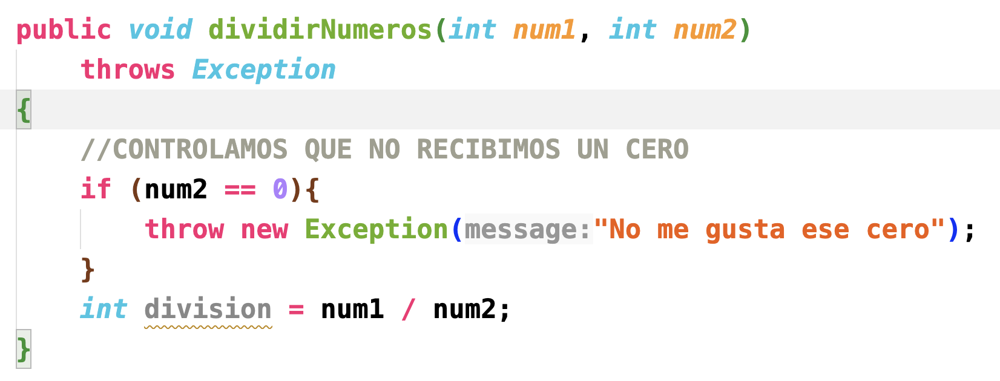 public void dividirNumeros(int num1, int num2)
    throws Exception
{
    //CONTROLAMOS QUE NO RECIBIMOS UN CERO
    if (num2 == 0){
        throw new Exception(message:"No me gusta ese cero");
    }
    int division = num1 / num2;
}